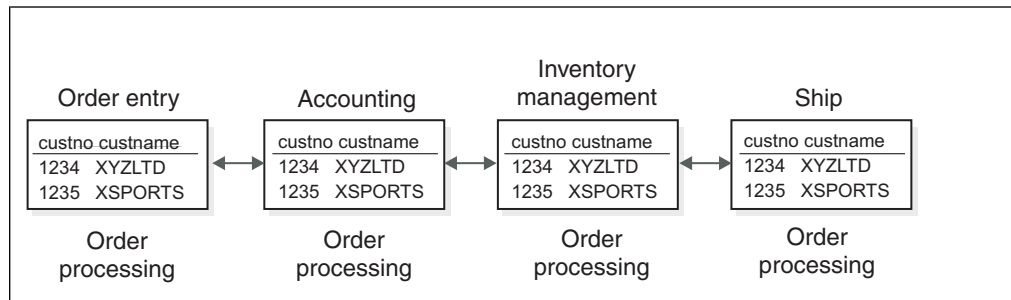 Order entry
custno custname
1234 XYZLTD
1235 XSPORTS
Order
processing
Accounting
custno custname
1234 XYZLTD
1235 XSPORTS
Order
processing
Inventory
management
custno custname
1234 XYZLTD
1235 XSPORTS
Order
processing
Ship
custno custname
1234 XYZLTD
1235 XSPORTS
Order
processing